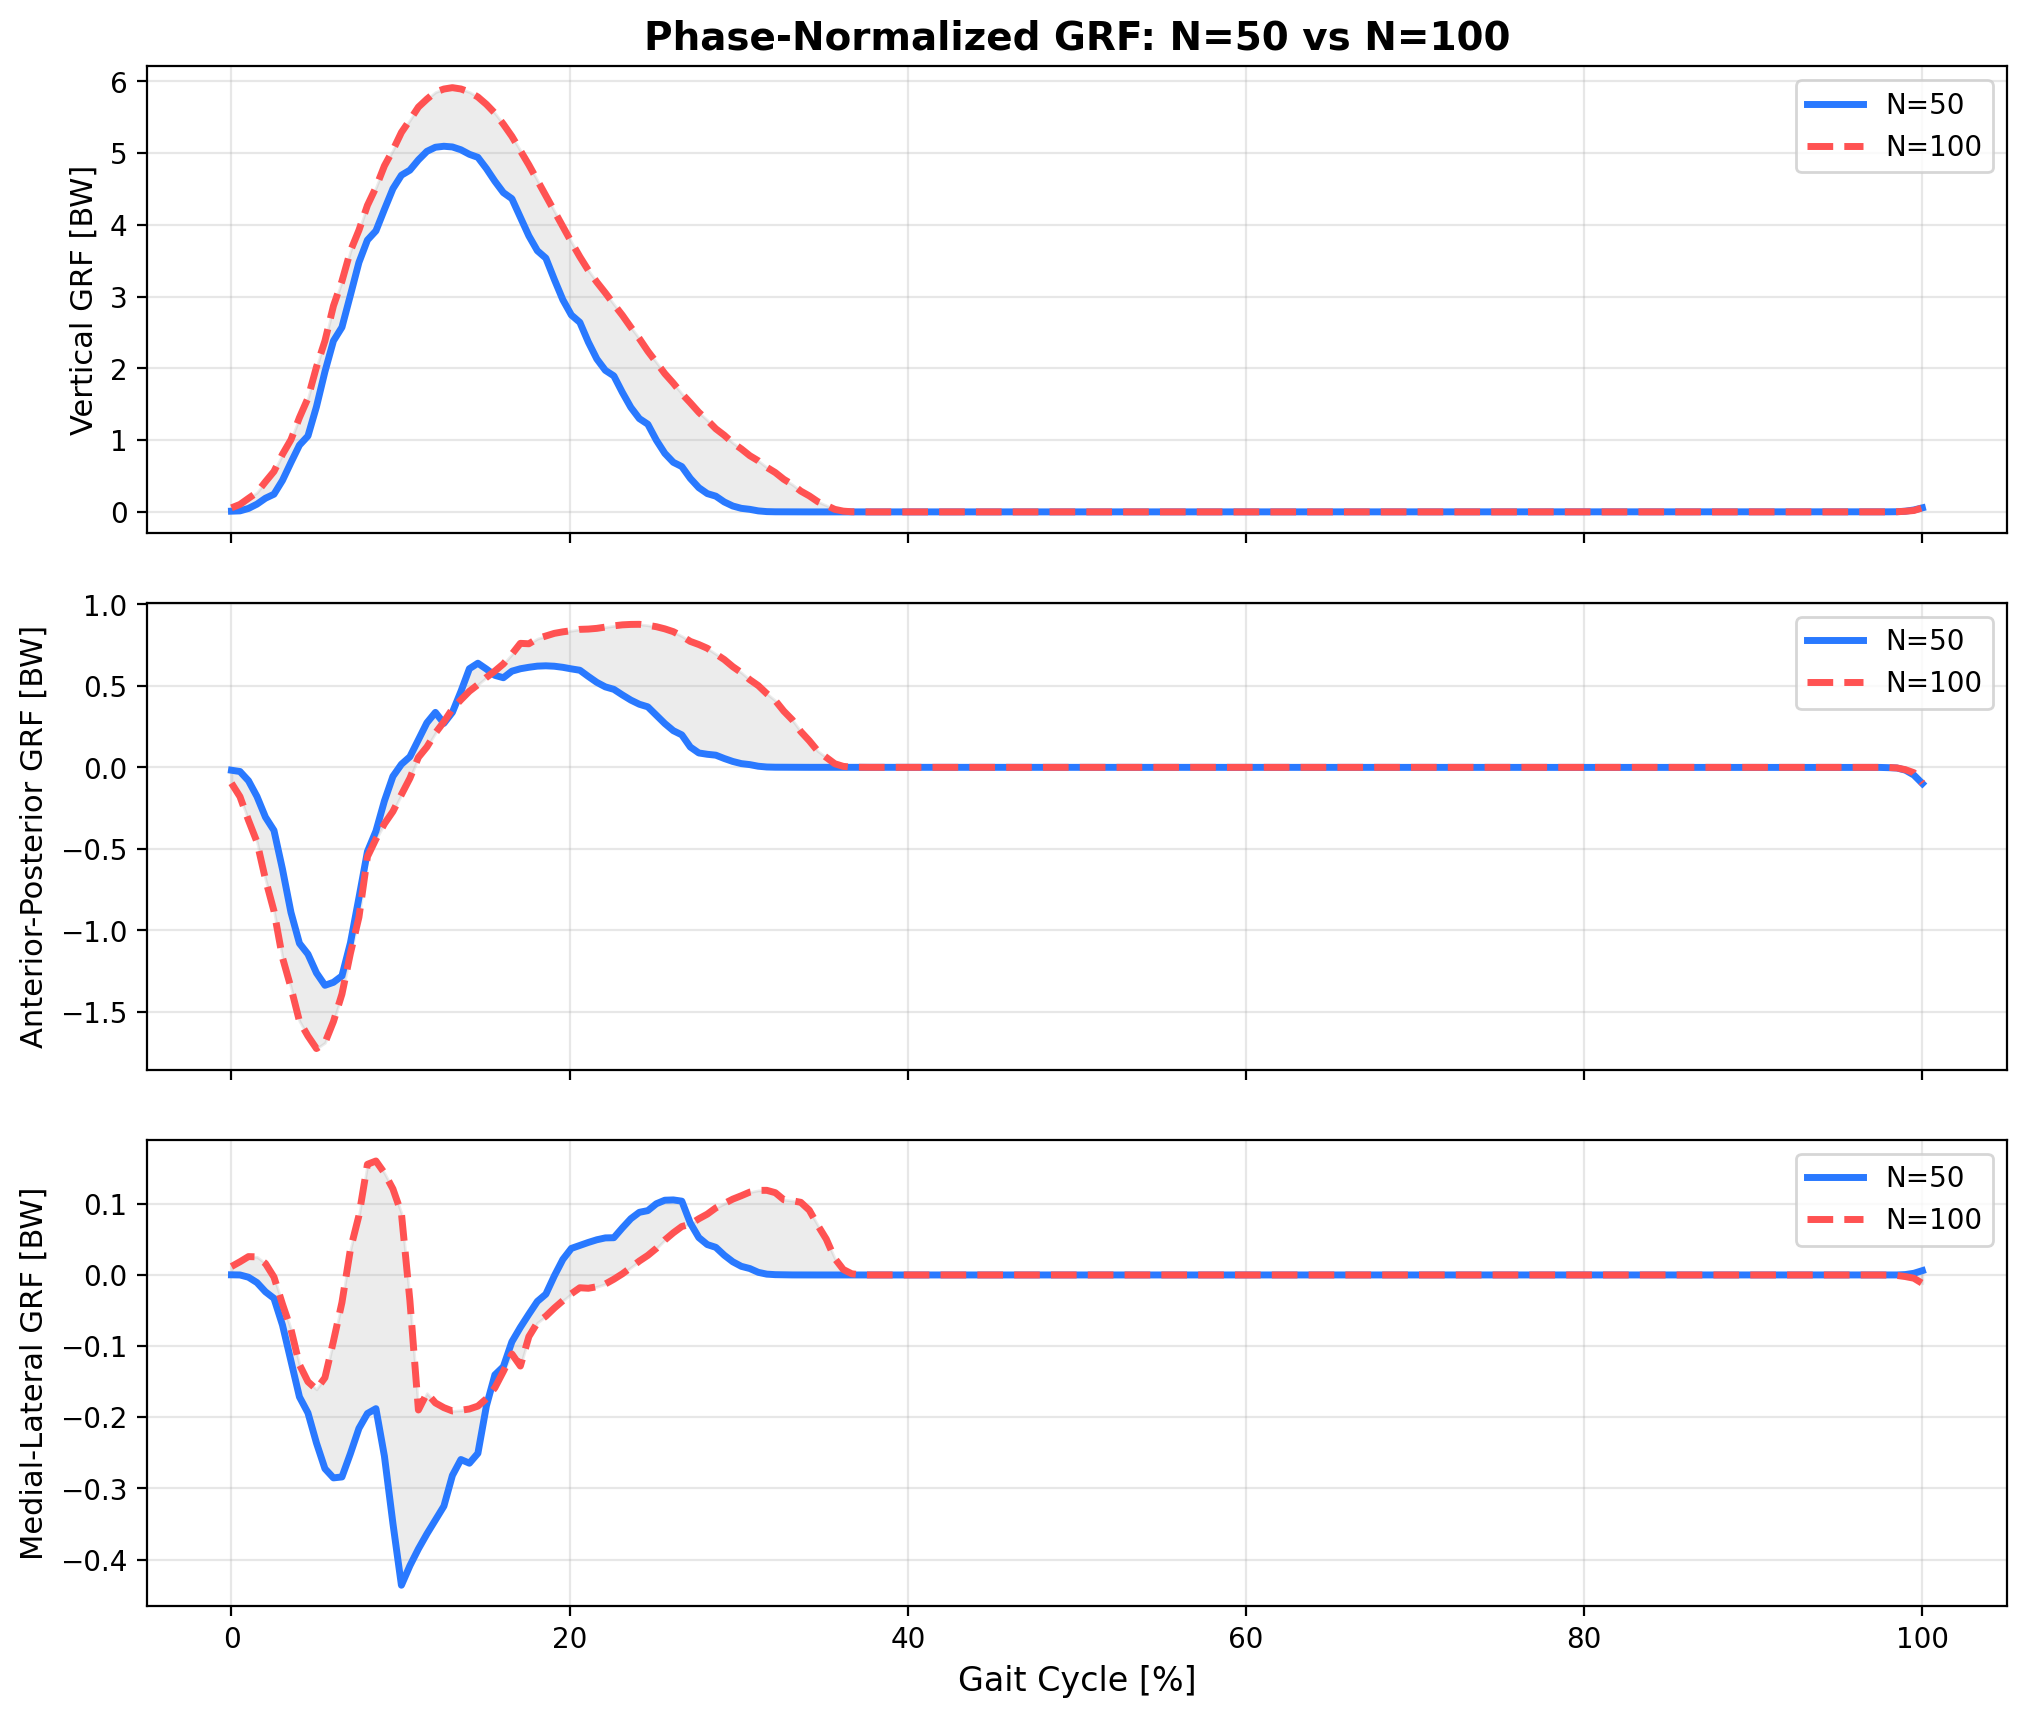 Phase-Normalized GRF: N=50 vs N=100
Vertical GRF [BW]
6
5
4
3
2
1
0
N=50
N=100
Anterior-Posterior GRF [BW]
1.0
0.5
0.0
−0.5
−1.0
−1.5
N=50
N=100
Medial-Lateral GRF [BW]
0.1
0.0
−0.1
−0.2
−0.3
−0.4
N=50
N=100
0 20 40 60 80 100
Gait Cycle [%]